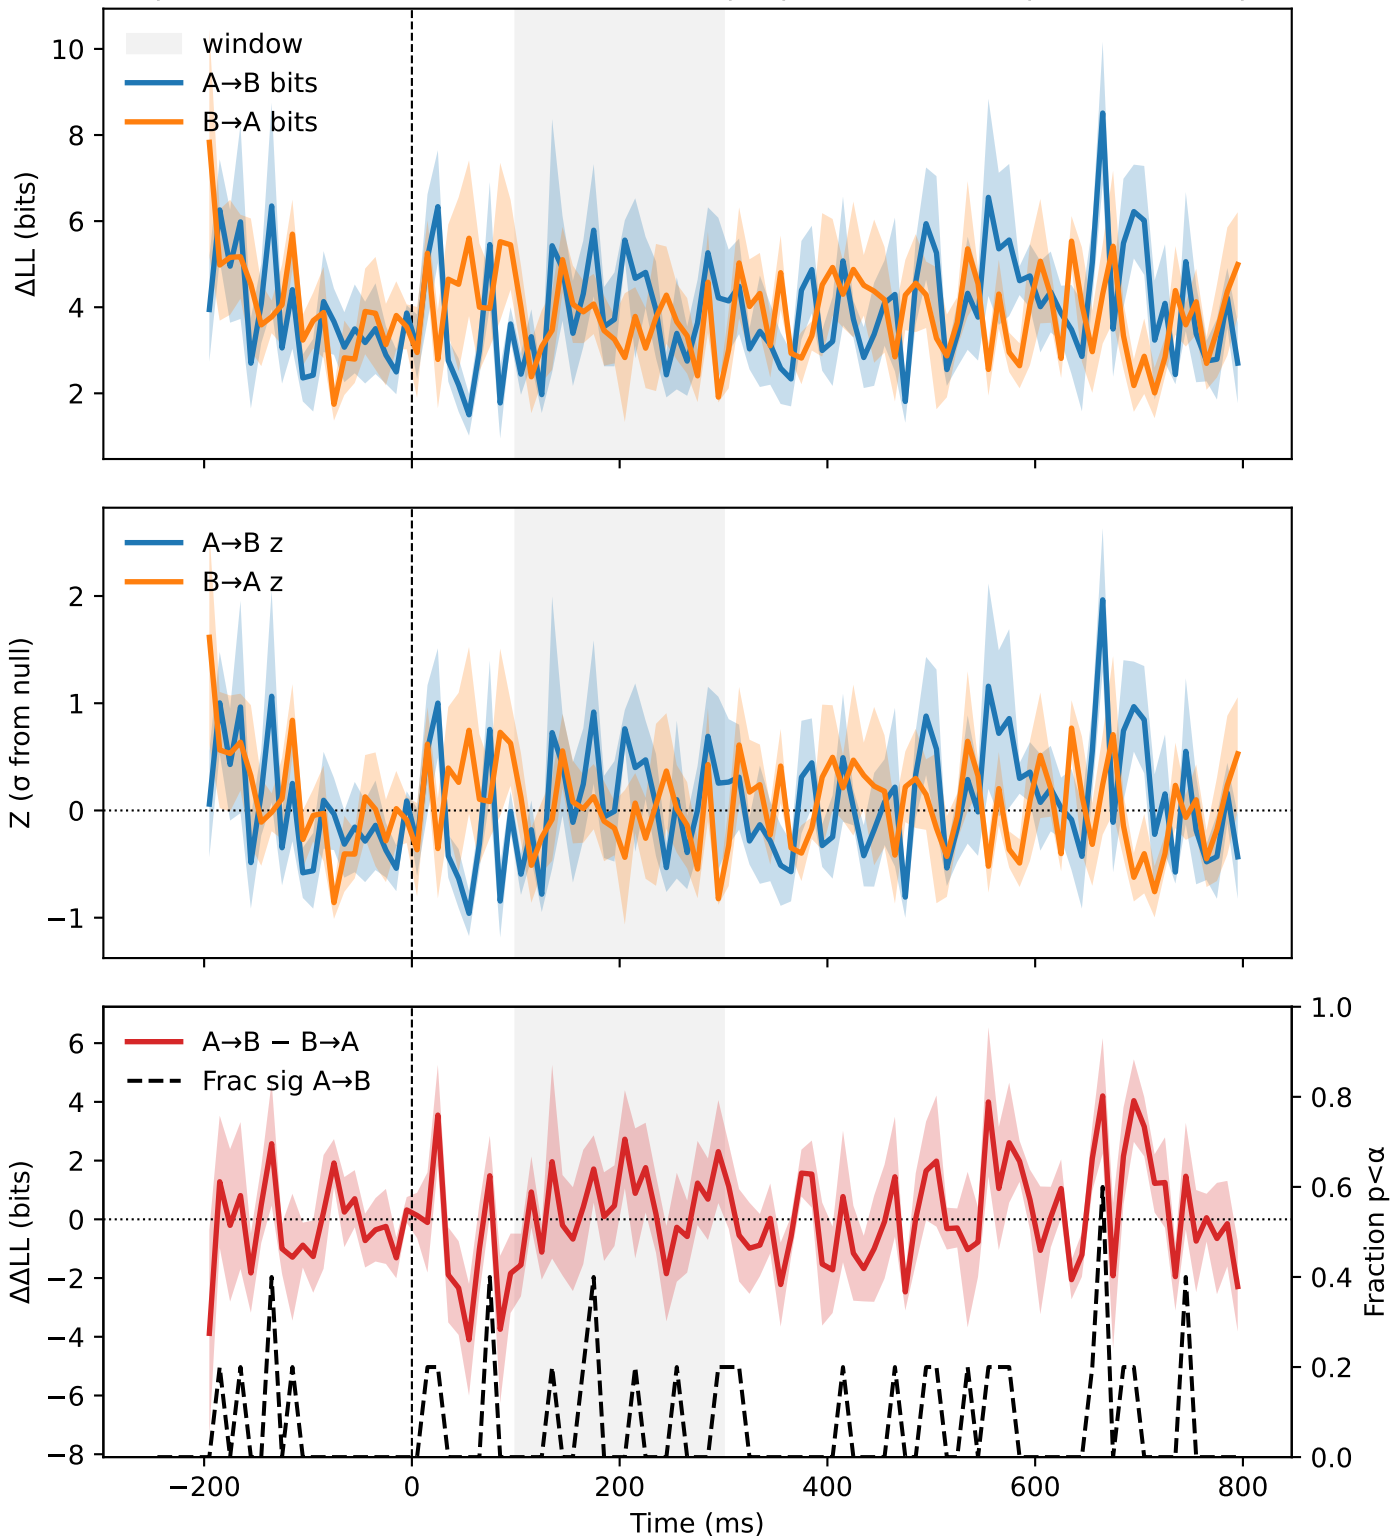 window
A→B bits
B→A bits
10
8
6
4
2
ΔLL (bits)
A→B z
B→A z
2
1
0
−1
Z (σ from null)
A→B − B→A
Frac sig A→B
6
4
2
0
−2
−4
−6
−8
ΔΔLL (bits)
1.0
0.8
0.6
0.4
0.2
0.0
Fraction p<α
−200 0 200 400 600 800
Time (ms)